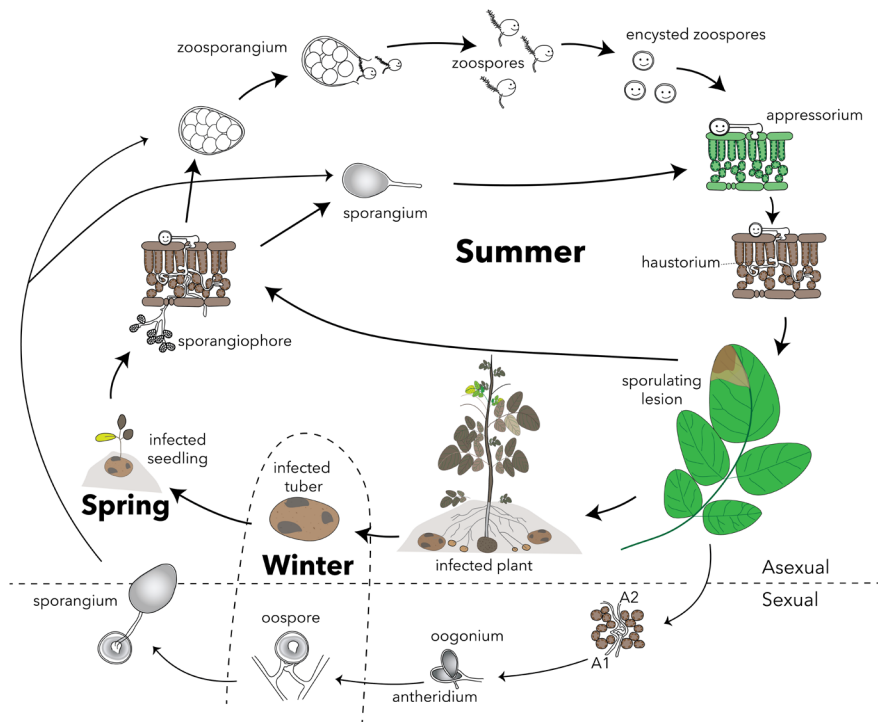 zoosporangium
zoospores
encysted zoospores
appressorium
sporangium
Summer
haustorium
sporangiophore
sporulating
lesion
infected
seedling
Spring
infected
tuber
Winter
infected plant
Asexual
Sexual
sporangium
oospore
oogonium
antheridium
A2
A1